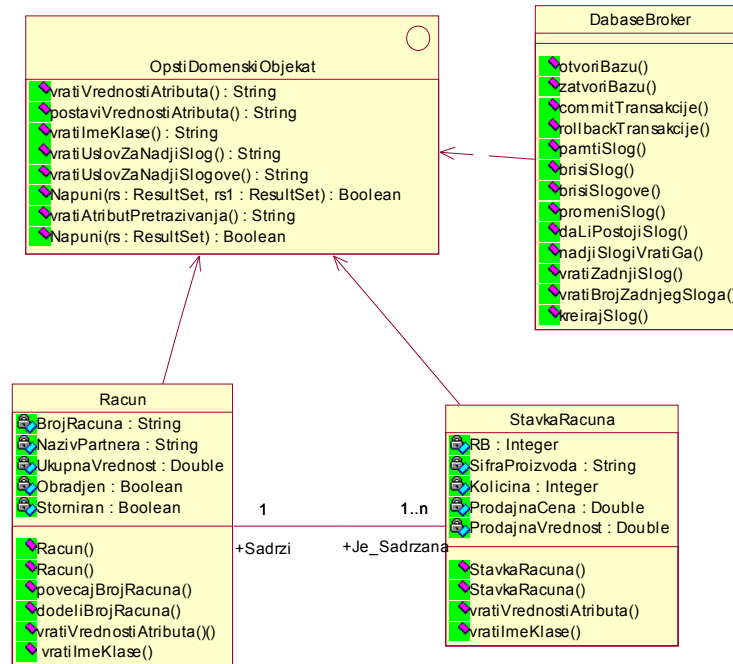 OpstiDomenskiObjekat
vratiVrednostiAtributa() : String
postaviVrednostiAtributa() : String
vratiImeKlase() : String
vratiUslovZaNadjiSlog() : String
vratiUslovZaNadjiSlogove() : String
Napuni(rs : ResultSet, rs1 : ResultSet) : Boolean
vratiAtributPretrazivanja() : String
Napuni(rs : ResultSet) : Boolean
DabaseBroker
otvoriBazu()
zatvoriBazu()
commitTransakcije()
rollbackTransakcije()
pamtiSlog()
brisiSlog()
brisiSlogove()
promeniSlog()
daLiPostojiSlog()
nadjiSlogiVratiGa()
vratiZadnjiSlog()
vratiBrojZadnjegSloga()
kreirajSlog()
Racun
BrojRacuna : String
NazivPartnera : String
UkupnaVrednost : Double
Obradjen : Boolean
Storniran : Boolean
Racun()
Racun()
povecajBrojRacuna()
dodeliBrojRacuna()
vratiVrednostiAtributa()()
vratiImeKlase()
1
+Sadrzi
1..n
+Je_Sadrzana
StavkaRacuna
RB : Integer
SifraProizvoda : String
Kolicina : Integer
ProdajnaCena : Double
ProdajnaVrednost : Double
StavkaRacuna()
StavkaRacuna()
vratiVrednostiAtributa()
vratiImeKlase()